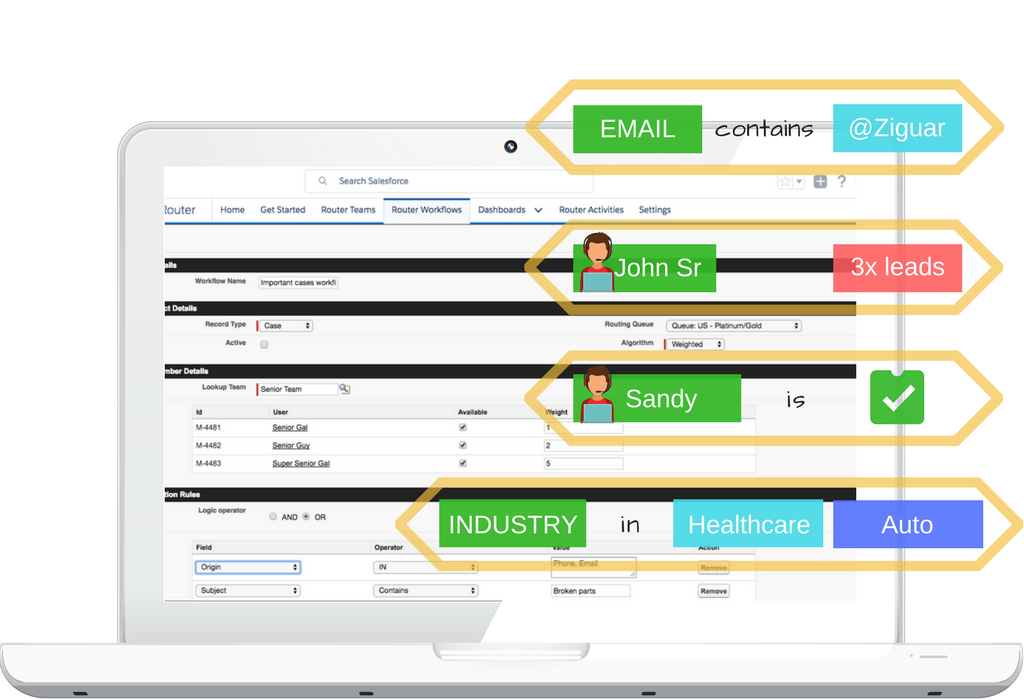 EMAIL contains @Ziguar
Search Salesforce
?
Router Home Get Started Router Teams Router Workflows Dashboards Router Activities Settings
John Sr 3x leads
ails
Workflow Name Important cases workfl
ct Details
Record Type Case Routing Queue: Queue: US - Platinum/Gold
Active Algorithm Weighted
mber Details
Lookup Team Senior Team
Sandy is
Id User Available Weight
M-4481 Senior Gal 1
M-4482 Senior Guy 2
M-4483 Super Senior Gal 5
tion Rules
Logic operator AND OR
INDUSTRY in Healthcare Auto
Field Operator Value Action
Origin IN Phone, Email Remove
Subject Contains Broken parts Remove